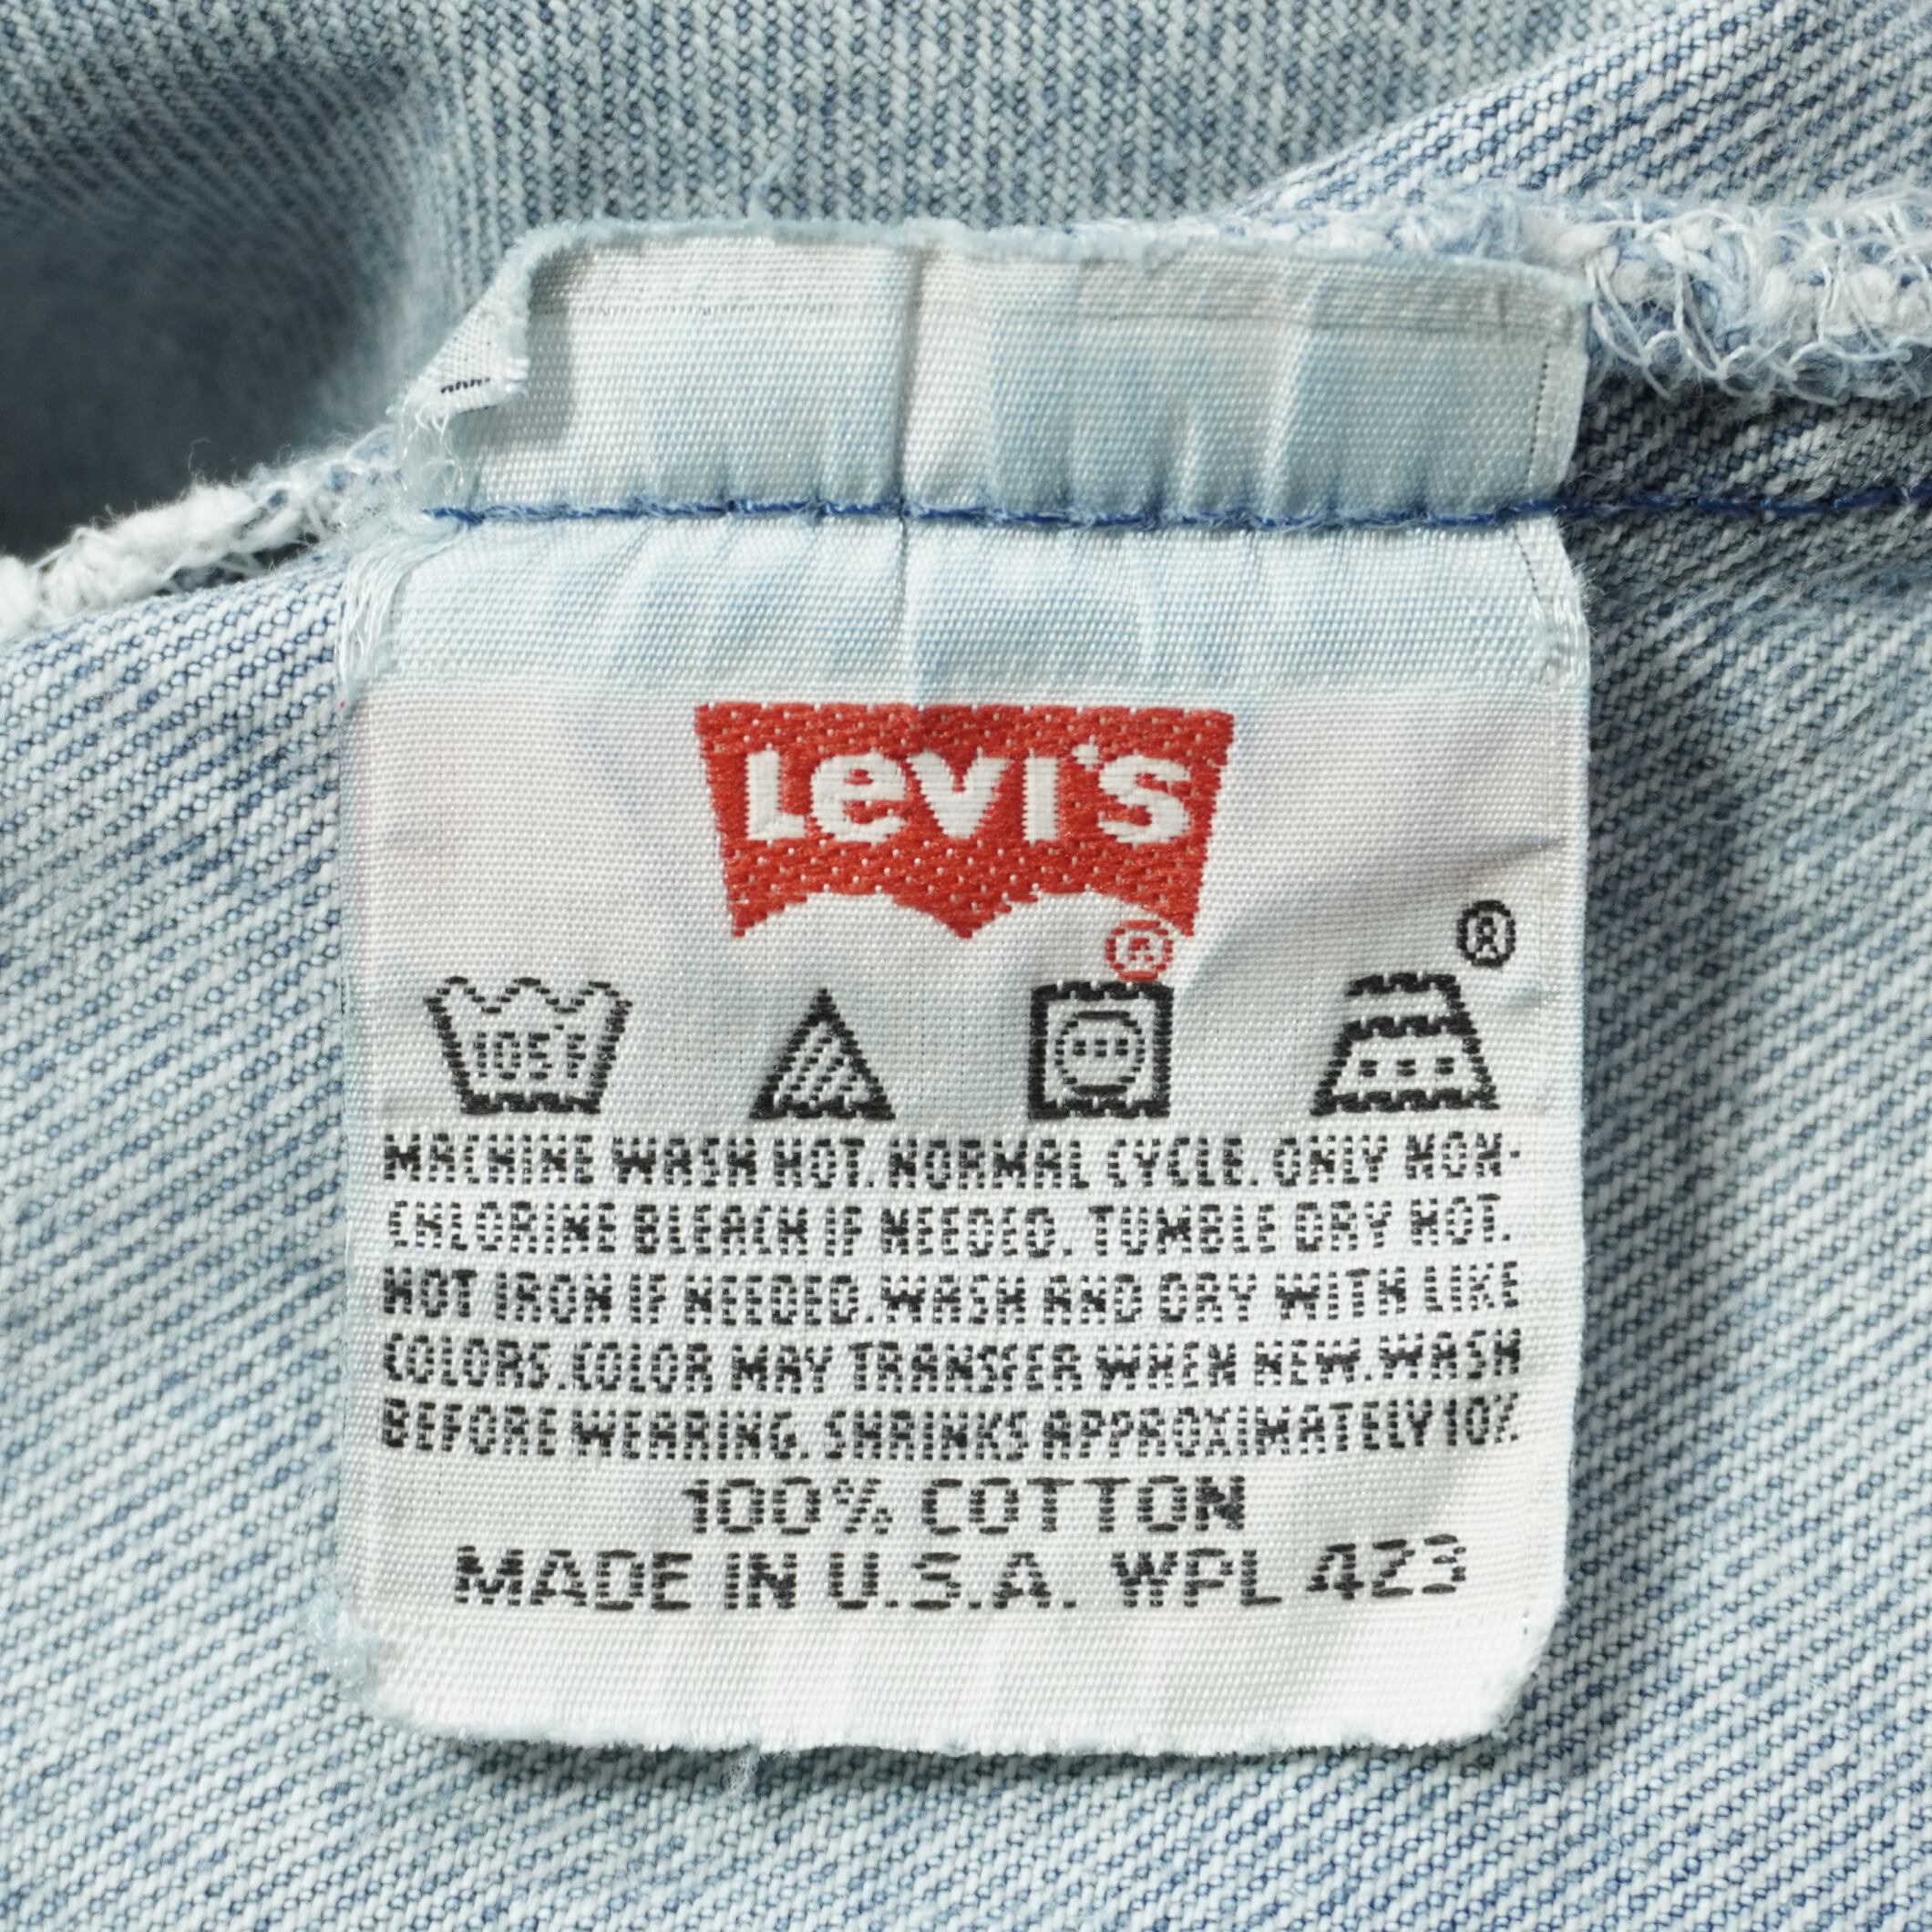 Levi's
®
®
105°F
MACHINE WASH HOT. NORMAL CYCLE. ONLY NON-
CHLORINE BLEACH IF NEEDED. TUMBLE DRY HOT.
HOT IRON IF NEEDED. WASH AND DRY WITH LIKE
COLORS. COLOR MAY TRANSFER WHEN NEW. WASH
BEFORE WEARING. SHRINKS APPROXIMATELY 10%
100% COTTON
MADE IN U.S.A. WPL 423